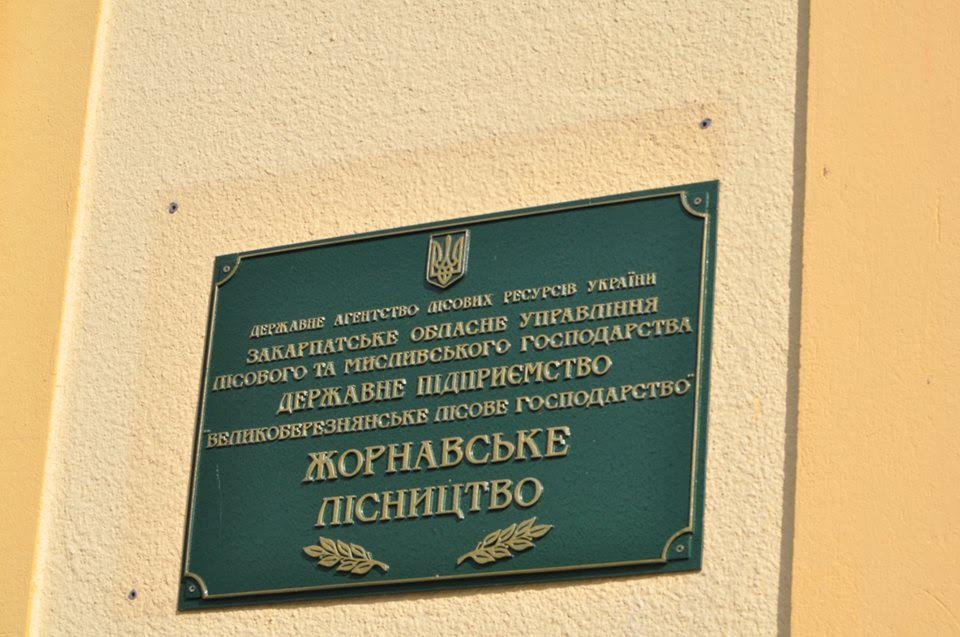 ДЕРЖАВНЕ АГЕНТСТВО ЛІСОВИХ РЕСУРСІВ УКРАЇНИ
ЗАКАРПАТСЬКЕ ОБЛАСНЕ УПРАВЛІННЯ
ЛІСОВОГО ТА МИСЛИВСЬКОГО ГОСПОДАРСТВА
ДЕРЖАВНЕ ПІДПРИЄМСТВО
"ВЕЛИКОБЕРЕЗНЯНСЬКЕ ЛІСОВЕ ГОСПОДАРСТВО"
ЖОРНАВСЬКЕ
ЛІСНИЦТВО